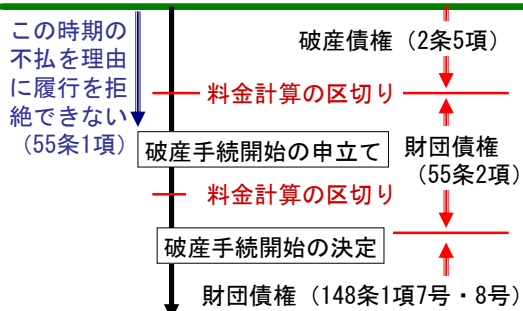 この時期の
不払を理由
に履行を拒
絶できない
(55条1項)
破産債権（2条5項）
料金計算の区切り
破産手続開始の申立て
財団債権
(55条2項)
料金計算の区切り
破産手続開始の決定
財団債権（148条1項7号・8号）